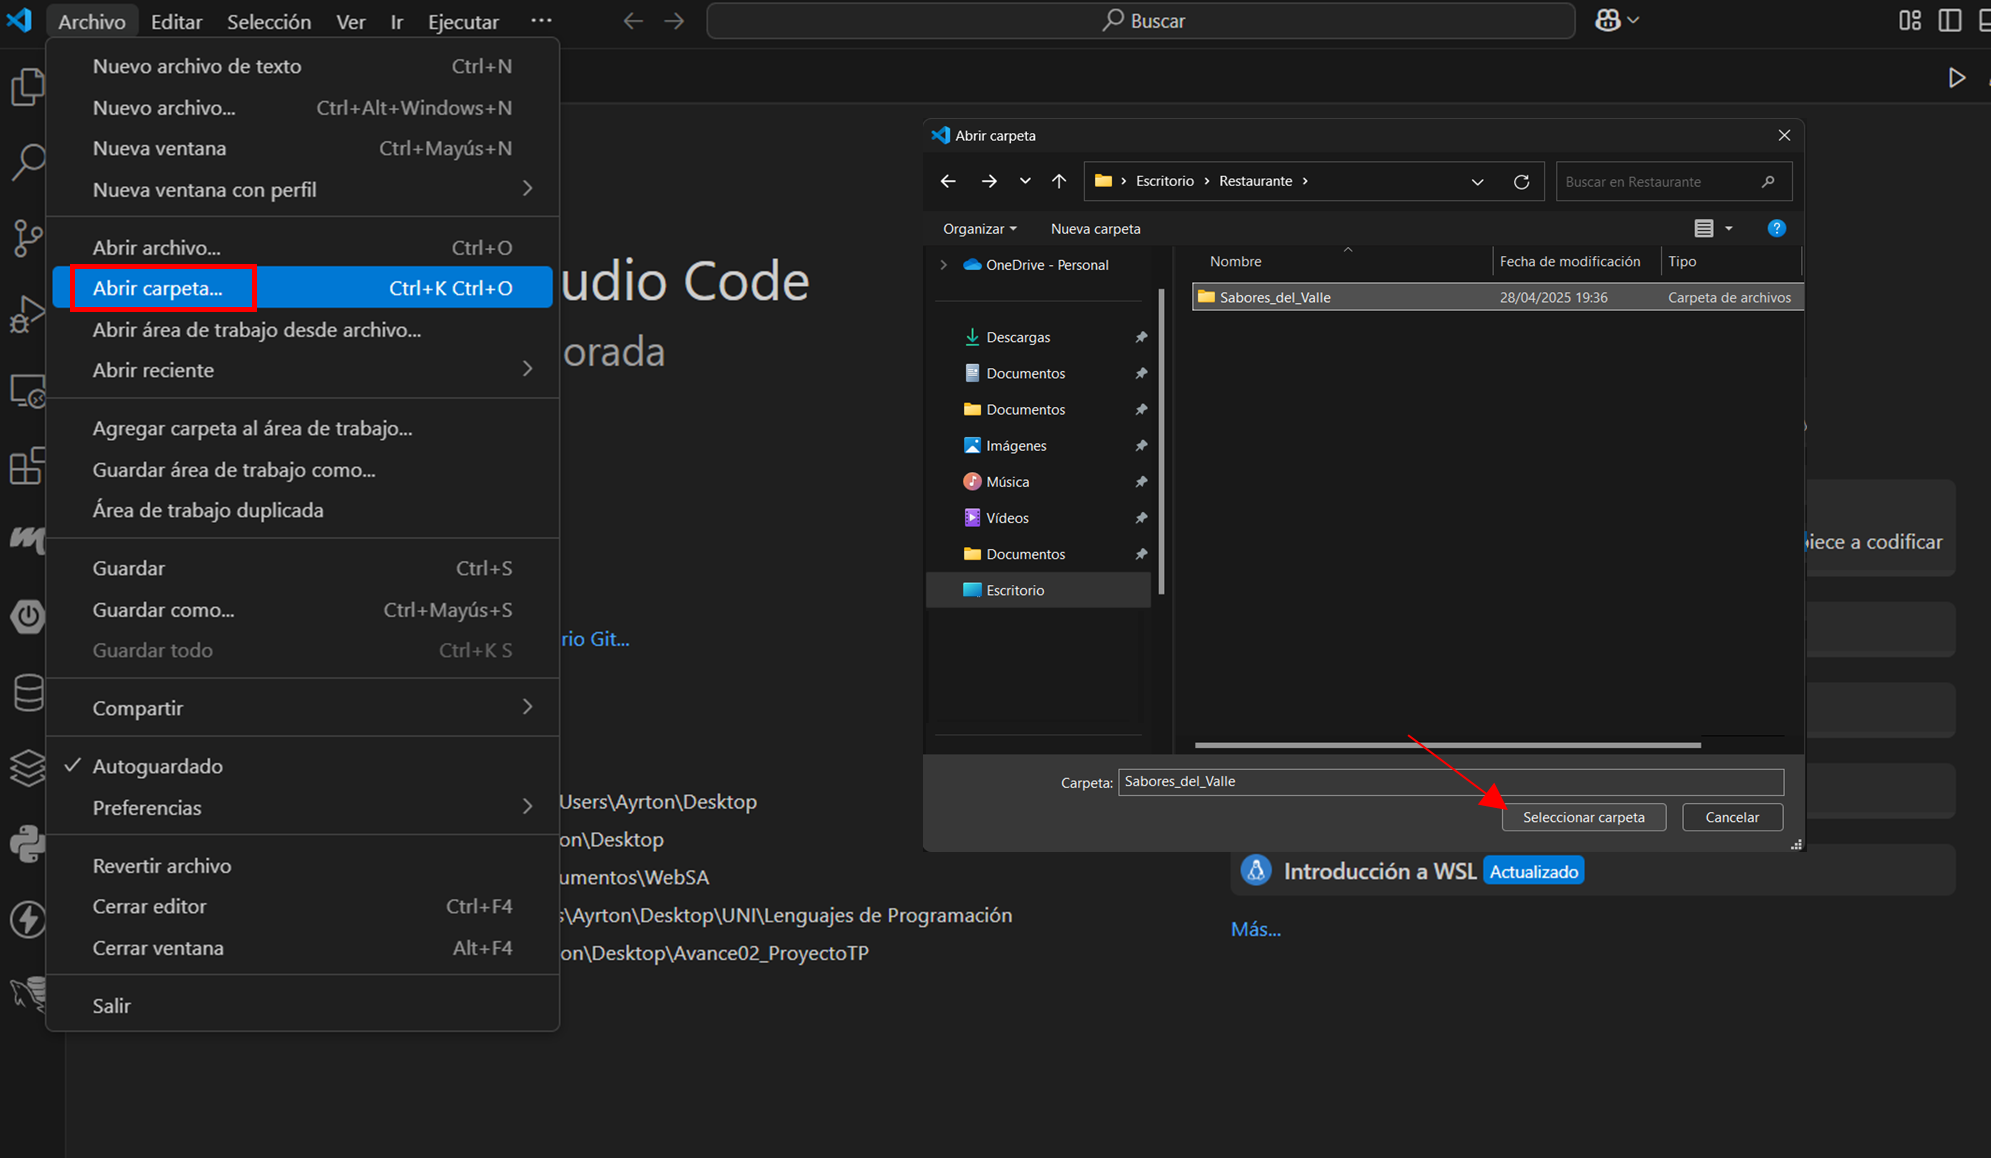 Archivo Editar Selección Ver Ir Ejecutar ··· Buscar
Nuevo archivo de texto Ctrl+N
Nuevo archivo... Ctrl+Alt+Windows+N
Nueva ventana Ctrl+Mayús+N
Nueva ventana con perfil
Abrir archivo... Ctrl+O
Abrir carpeta... Ctrl+K Ctrl+O
Abrir área de trabajo desde archivo...
Abrir reciente
Agregar carpeta al área de trabajo...
Guardar área de trabajo como...
Área de trabajo duplicada
Guardar Ctrl+S
Guardar como... Ctrl+Mayús+S
Guardar todo Ctrl+K S
Compartir
Autoguardado
Preferencias
Revertir archivo
Cerrar editor Ctrl+F4
Cerrar ventana Alt+F4
Salir
udio Code
orada
rio Git...
Users\Ayrton\Desktop
on\Desktop
umentos\WebSA
s\Ayrton\Desktop\UNI\Lenguajes de Programación
on\Desktop\Avance02_ProyectoTP
Abrir carpeta
Escritorio Restaurante
Buscar en Restaurante
Organizar Nueva carpeta
OneDrive - Personal
Descargas
Documentos
Documentos
Imágenes
Música
Vídeos
Documentos
Escritorio
Nombre Fecha de modificación Tipo
Sabores_del_Valle 28/04/2025 19:36 Carpeta de archivos
Carpeta: Sabores_del_Valle
Seleccionar carpeta Cancelar
iece a codificar
Introducción a WSL Actualizado
Más...